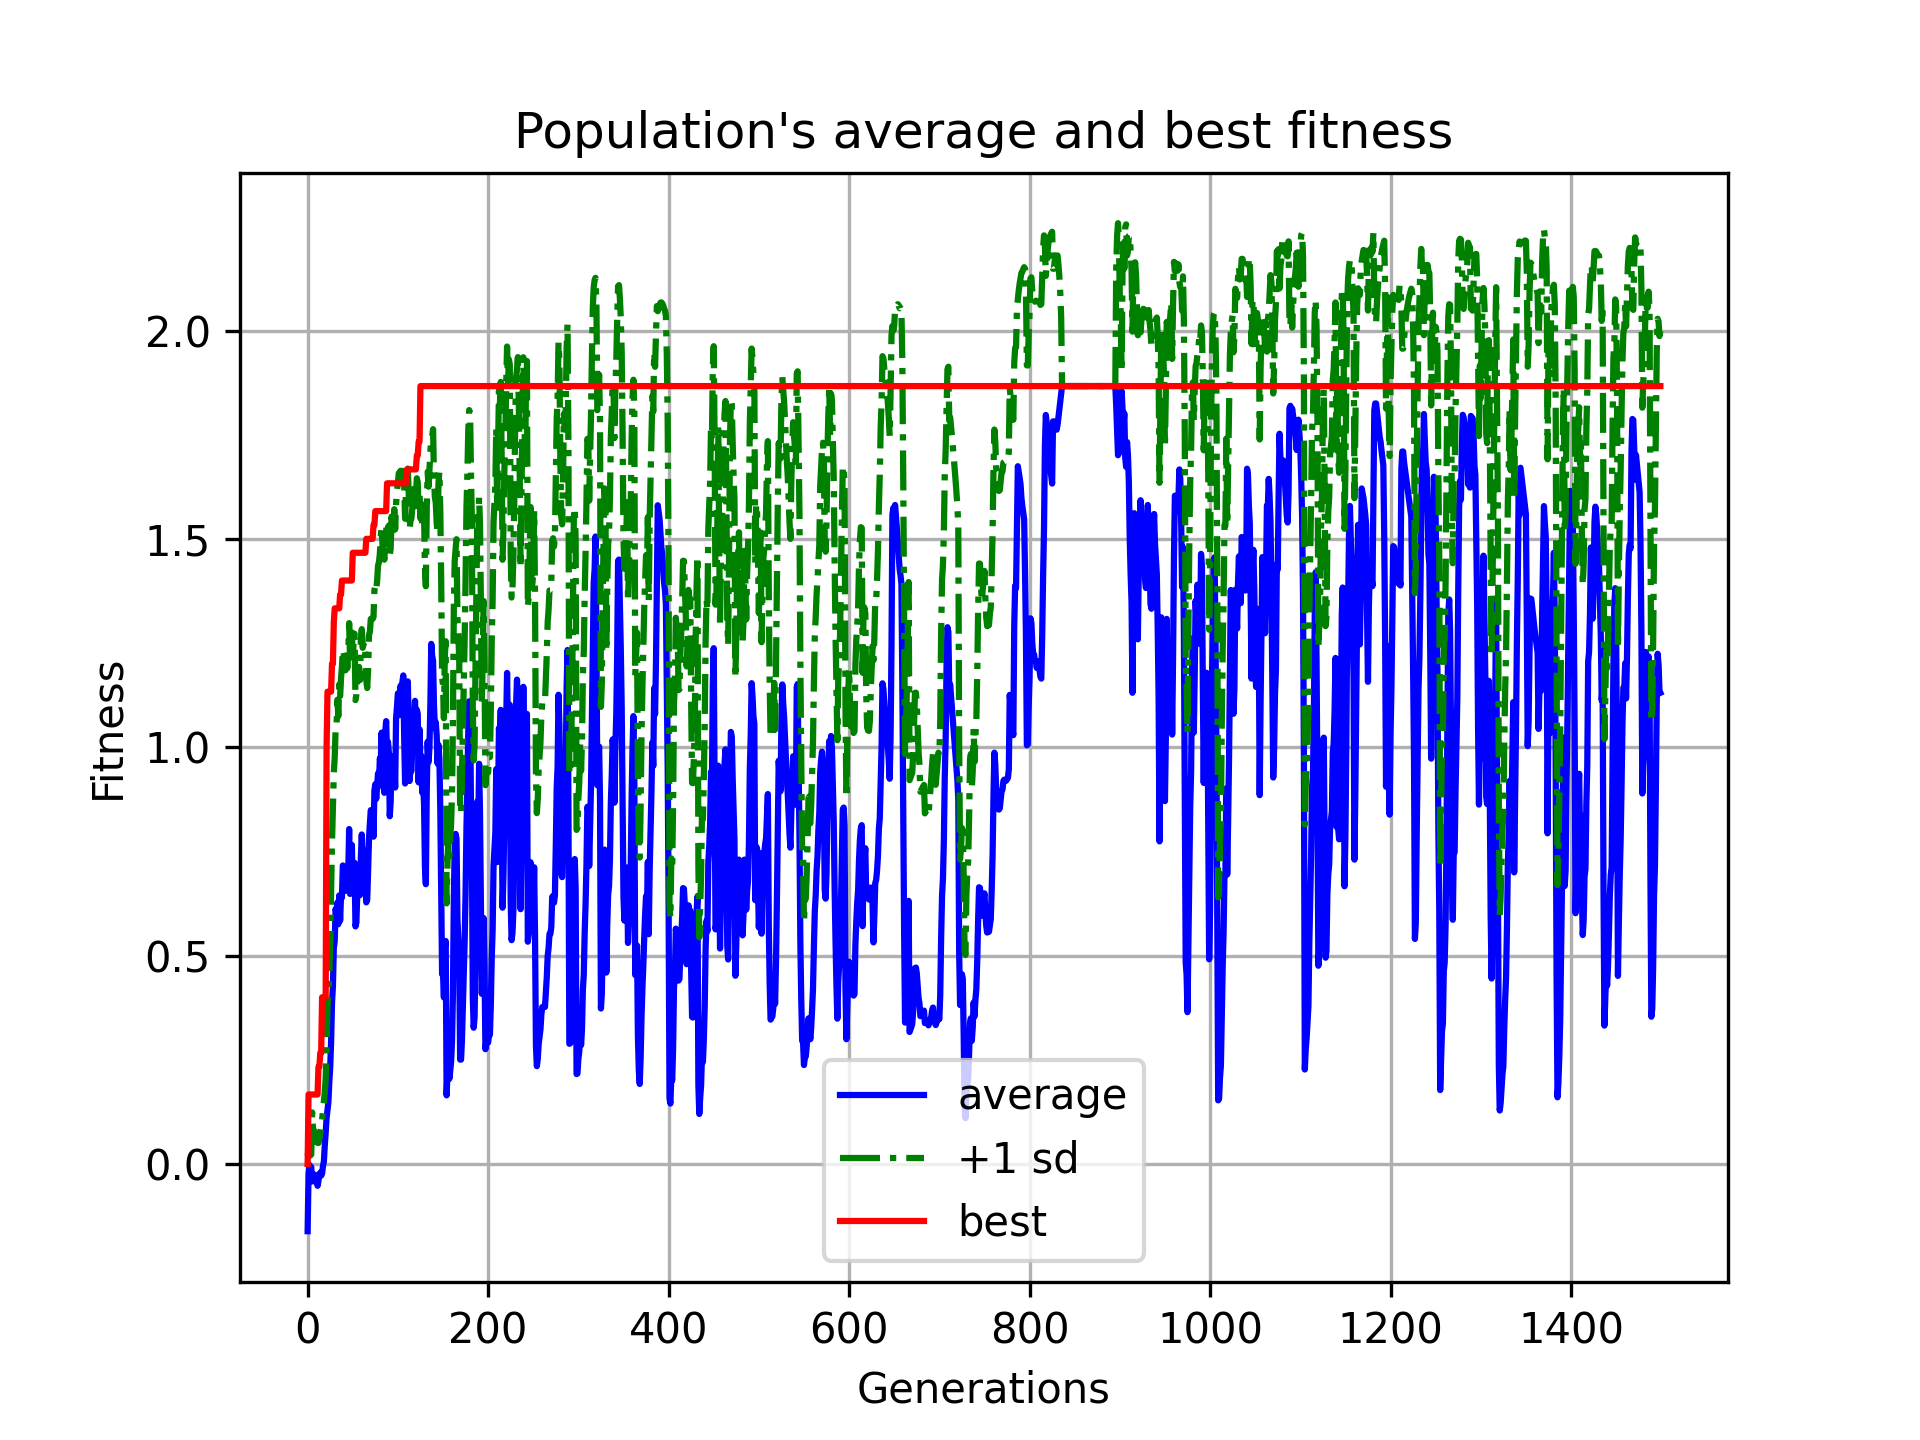 Population's average and best fitness
Fitness
2.0
1.5
1.0
0.5
0.0
average
+1 sd
best
0 200 400 600 800 1000 1200 1400
Generations